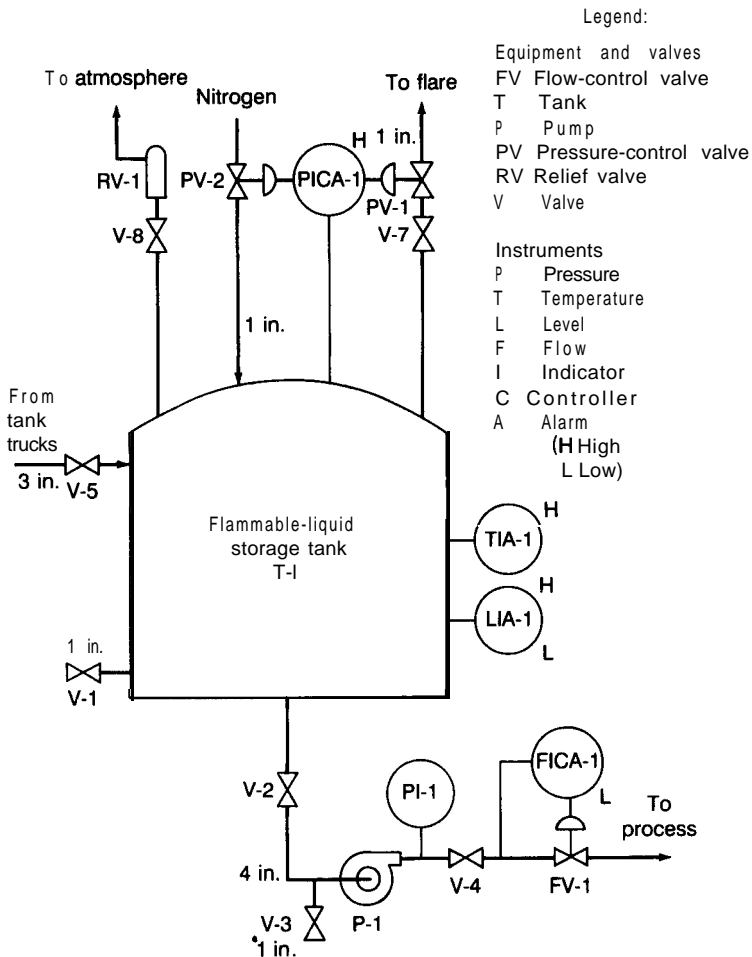 Legend:
Equipment and valves
FV Flow-control valve
T Tank
P Pump
PV Pressure-control valve
RV Relief valve
V Valve
Instruments
P Pressure
T Temperature
L Level
F Flow
I Indicator
C Controller
A Alarm
(H High
L Low)
To atmosphere
Nitrogen
To flare
H
1 in.
RV-1
PV-2
PICA-1
PV-1
V-8
V-7
1 in.
From
tank
trucks
3 in.
V-5
Flammable-liquid
storage tank
T-I
H
TIA-1
H
LIA-1
L
1 in.
V-1
V-2
PI-1
FICA-1
L
To
process
4 in.
V-3
1 in.
P-1
V-4
FV-1